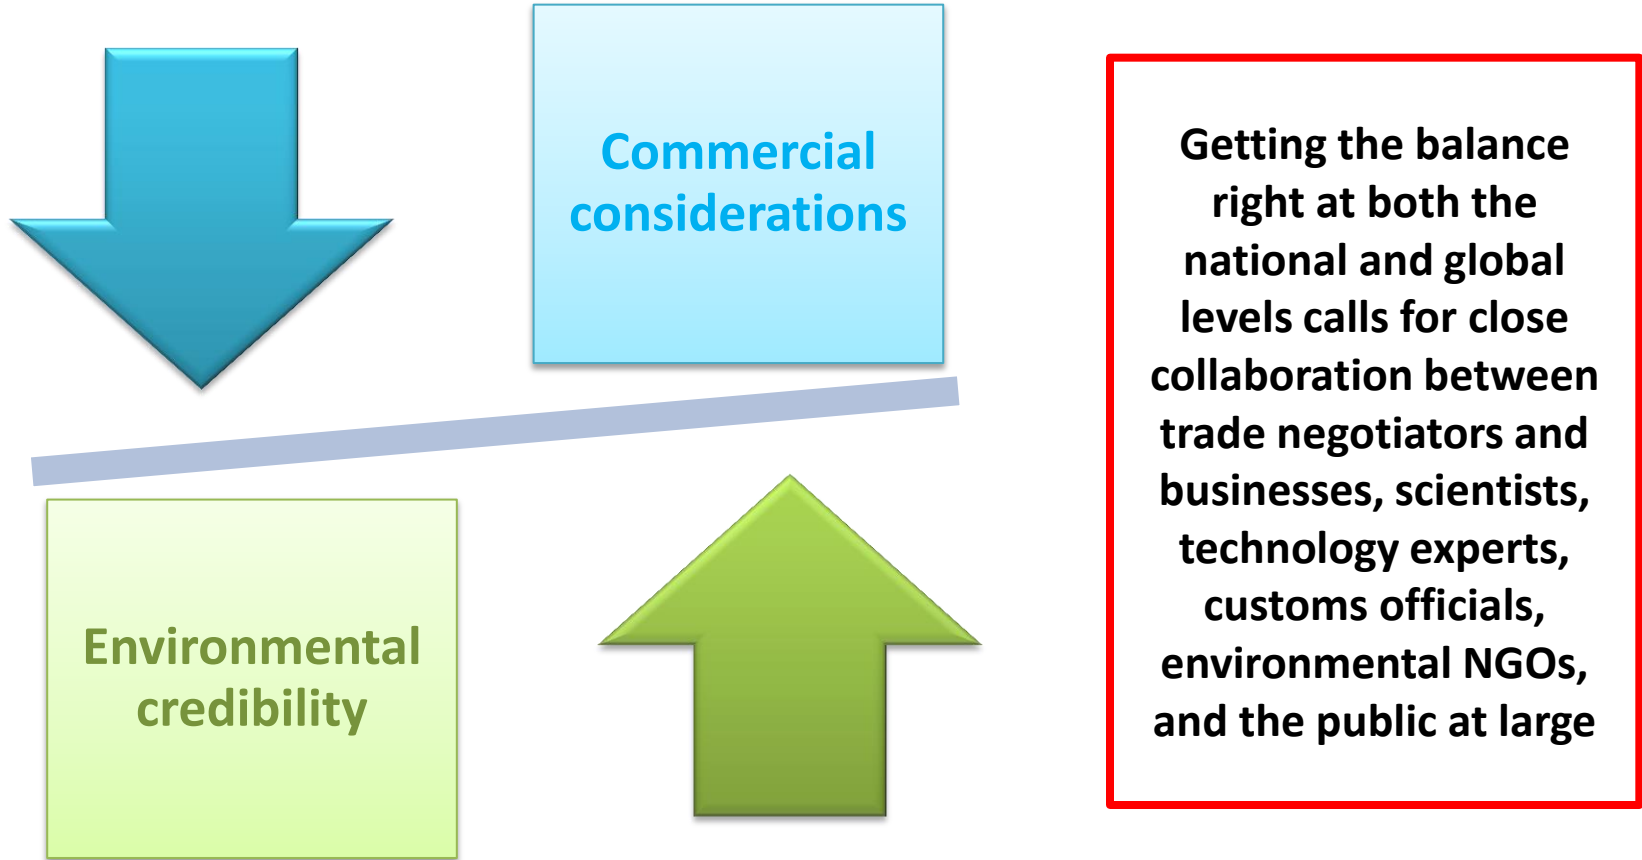 Commercial
considerations
Environmental
credibility
Getting the balance
right at both the
national and global
levels calls for close
collaboration between
trade negotiators and
businesses, scientists,
technology experts,
customs officials,
environmental NGOs,
and the public at large